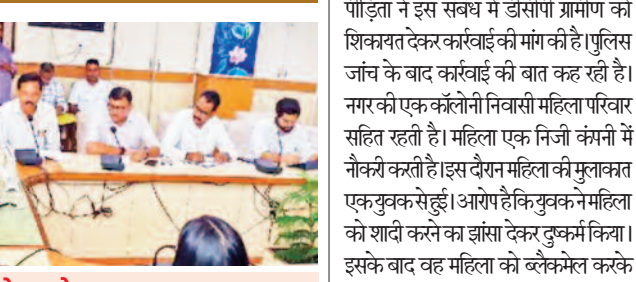 पीड़िता ने इस संबंध में डीसीपी ग्रामीण को
शिकायत देकर कार्रवाई की मांग की है। पुलिस
जांच के बाद कार्रवाई की बात कह रही है।
नगर की एक कॉलोनी निवासी महिला परिवार
सहित रहती है। महिला एक निजी कंपनी में
नौकरी करती है। इस दौरान महिला की मुलाकात
एक युवक से हुई। आरोप है कि युवक ने महिला
को शादी करने का झांसा देकर दुष्कर्म किया।
इसके बाद वह महिला को ब्लैकमेल करके